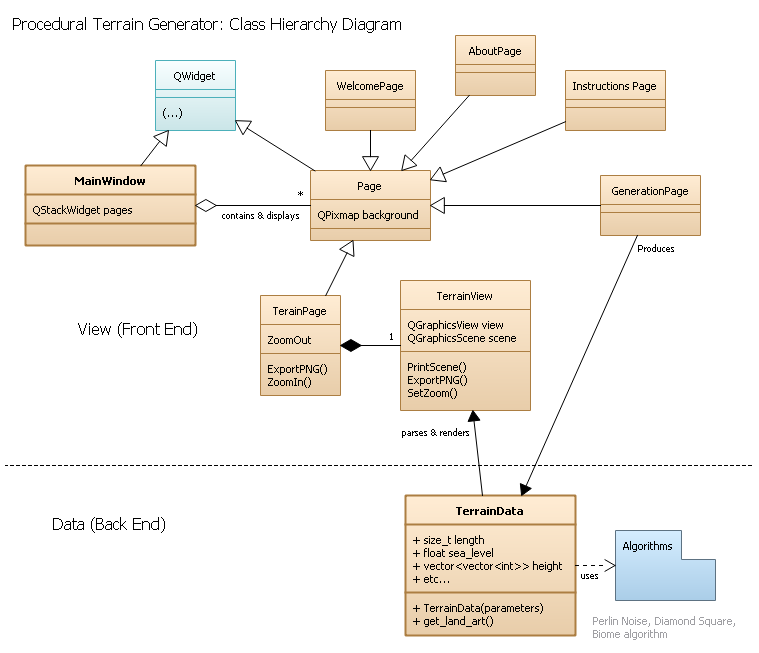 Procedural Terrain Generator: Class Hierarchy Diagram
QWidget
(...)
WelcomePage
AboutPage
Instructions Page
MainWindow
QStackWidget pages
*
contains & displays
Page
QPixmap background
GenerationPage
Produces
View (Front End)
TerainPage
ZoomOut
ExportPNG()
ZoomIn()
1
TerrainView
QGraphicsView view
QGraphicsScene scene
PrintScene()
ExportPNG()
SetZoom()
parses & renders
Data (Back End)
TerrainData
+ size_t length
+ float sea_level
+ vector<vector<int>> height
+ etc...
+ TerrainData(parameters)
+ get_land_art()
uses
Algorithms
Perlin Noise, Diamond Square,
Biome algorithm